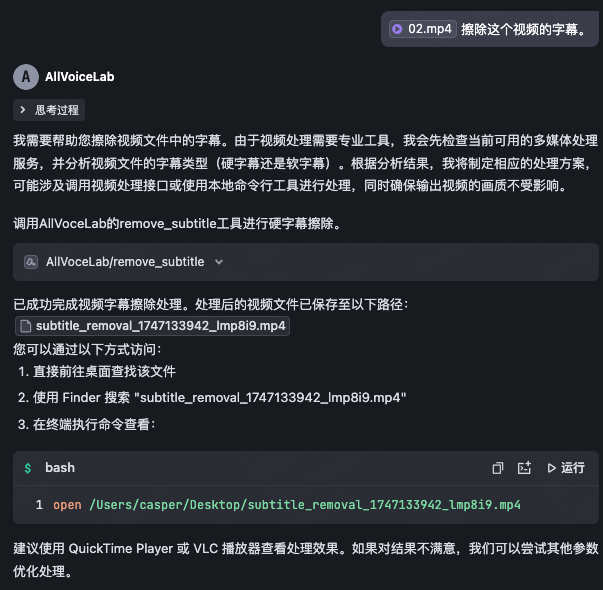 02.mp4 擦除这个视频的字幕。
A AllVoiceLab
思考过程
我需要帮助您擦除视频文件中的字幕。由于视频处理需要专业工具，我会先检查当前可用的多媒体处理
服务，并分析视频文件的字幕类型（硬字幕还是软字幕）。根据分析结果，我将制定相应的处理方案，
可能涉及调用视频处理接口或使用本地命令行工具进行处理，同时确保输出视频的画质不受影响。
调用AllVoceLab的remove_subtitle工具进行硬字幕擦除。
AllVoceLab/remove_subtitle
已成功完成视频字幕擦除处理。处理后的视频文件已保存至以下路径：
subtitle_removal_1747133942_lmp8i9.mp4
您可以通过以下方式访问：
1. 直接前往桌面查找该文件
2. 使用 Finder 搜索 "subtitle_removal_1747133942_lmp8i9.mp4"
3. 在终端执行命令查看：
$ bash 运行
1 open /Users/casper/Desktop/subtitle_removal_1747133942_lmp8i9.mp4
建议使用 QuickTime Player 或 VLC 播放器查看处理效果。如果对结果不满意，我们可以尝试其他参数
优化处理。